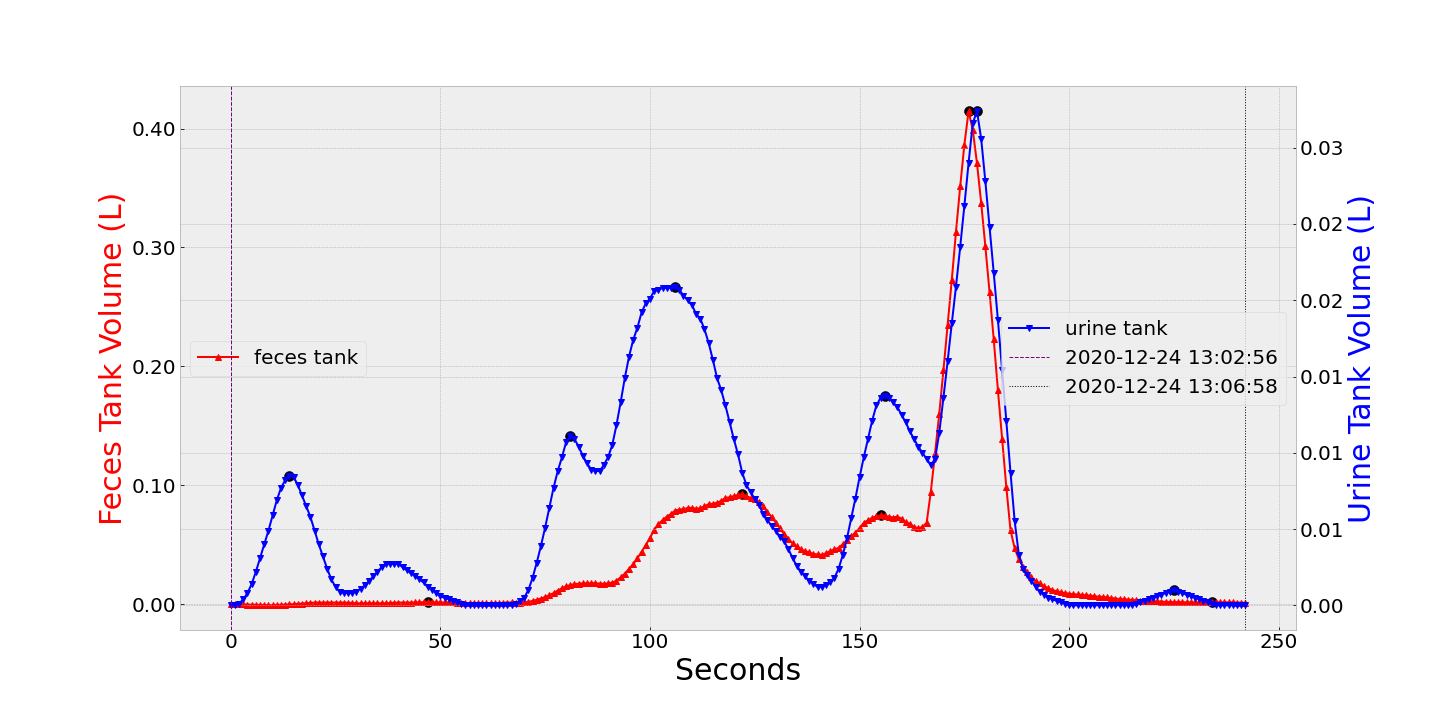 Feces Tank Volume (L)
0.40
0.30
0.20
0.10
0.00
feces tank
urine tank
2020-12-24 13:02:56
2020-12-24 13:06:58
0.03
0.02
0.02
0.01
0.01
0.01
0.00
Urine Tank Volume (L)
0 50 100 150 200 250
Seconds